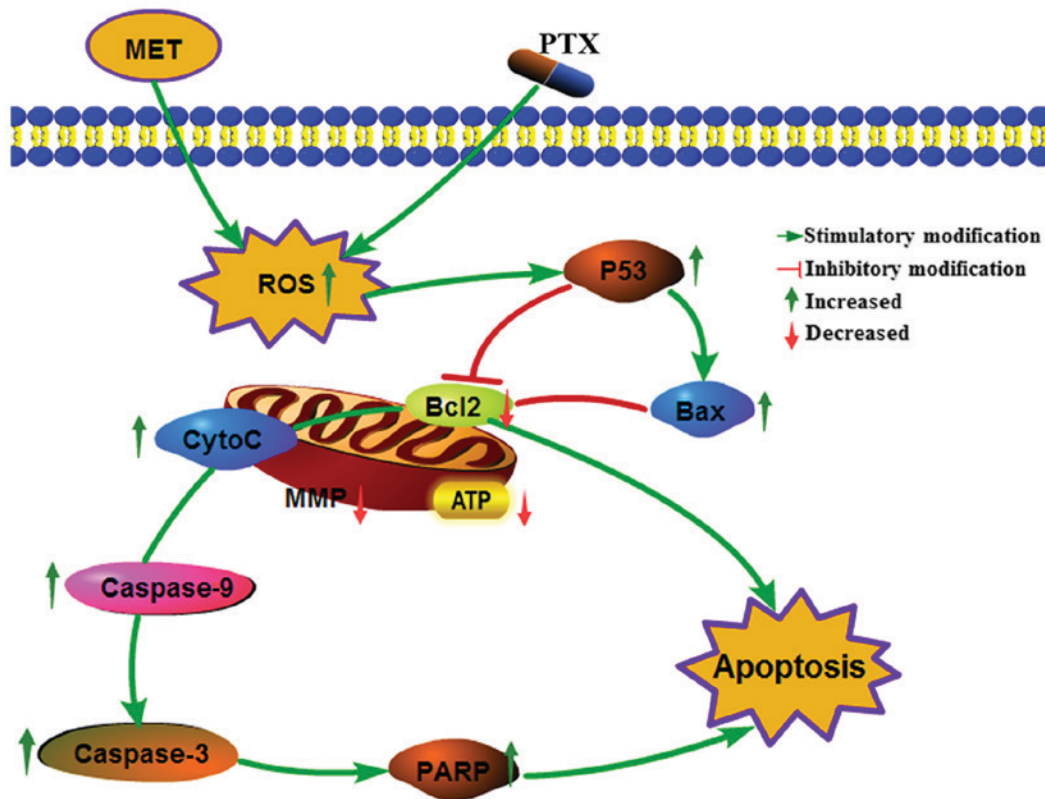 MET
PTX
ROS
P53
Stimulatory modification
Inhibitory modification
Increased
Decreased
Bcl2
Bax
CytoC
MMP
ATP
Caspase-9
Apoptosis
Caspase-3
PARP